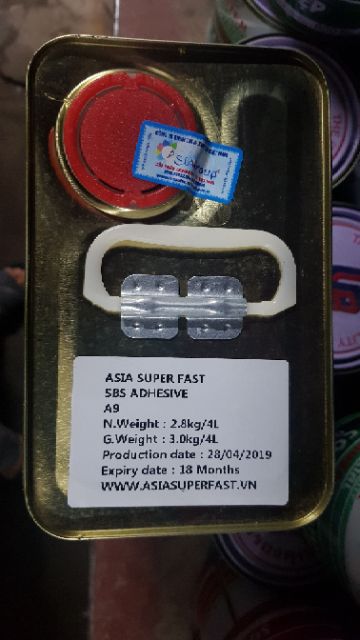 ASIA SUPER FAST
SBS ADHESIVE
A9
N.Weight : 2.8kg/4L
G.Weight : 3.0kg/4L
Production date : 28/04/2019
Expiry date : 18 Months
WWW.ASIASUPERFAST.VN